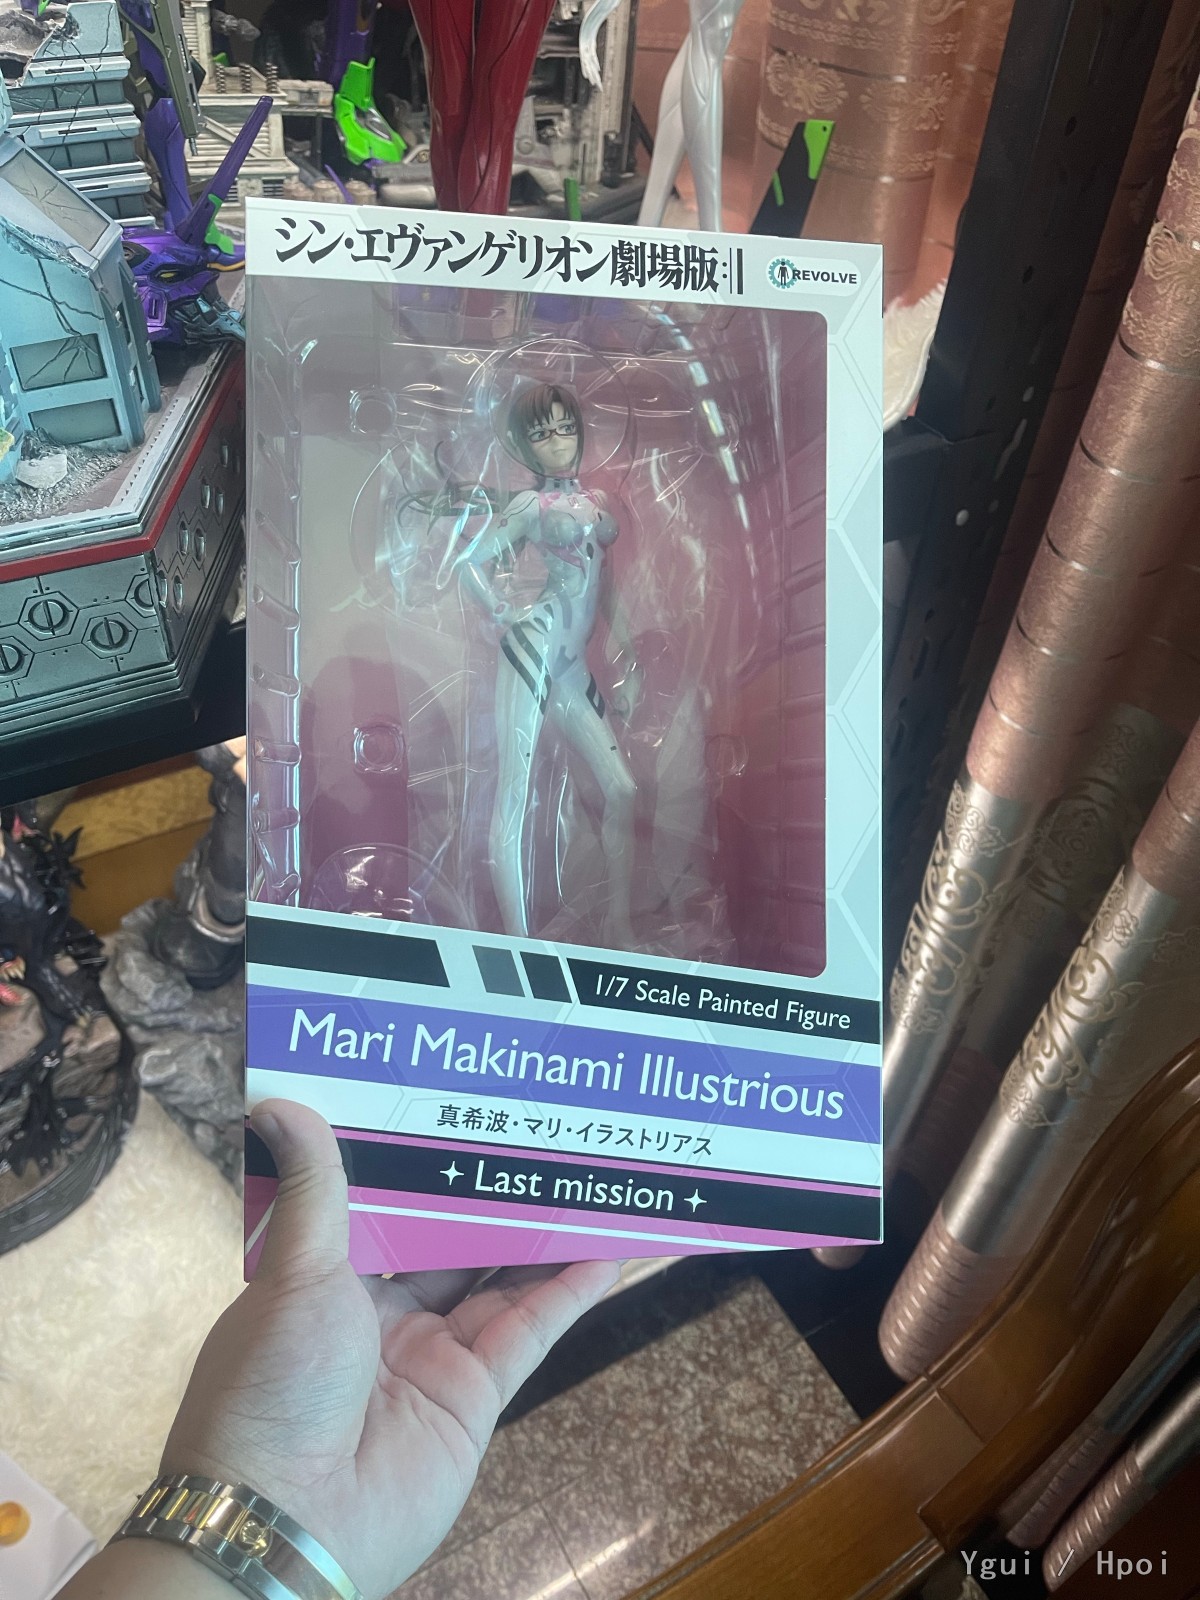 シン・エヴァンゲリオン劇場版:||
REVOLVE
1/7 Scale Painted Figure
Mari Makinami Illustrious
真希波・マリ・イラストリアス
Last mission
Ygui / Hpoi